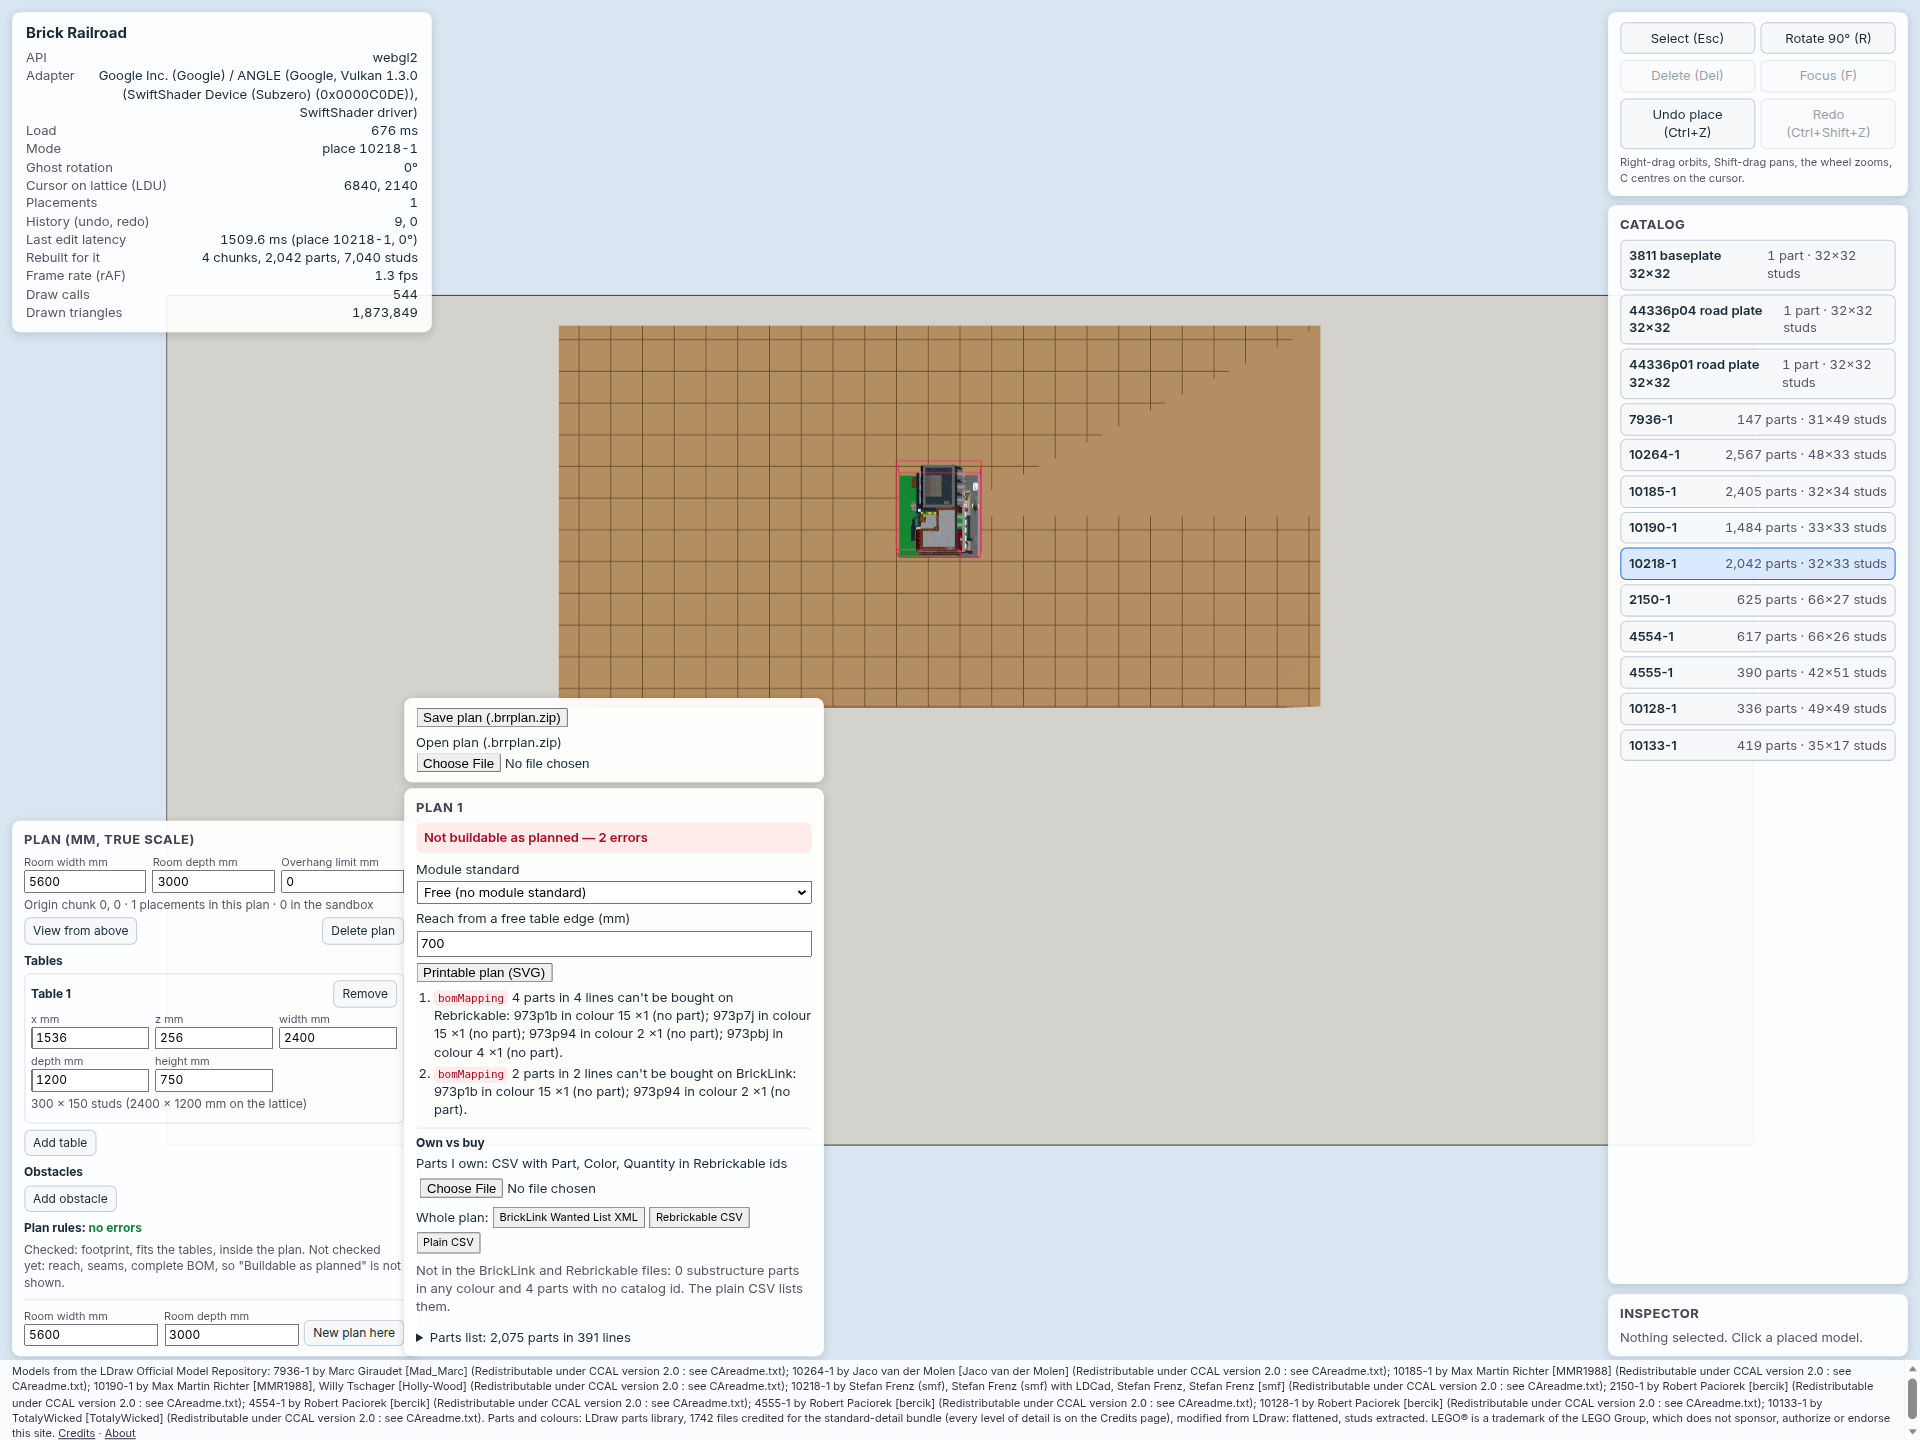 Brick Railroad
API webgl2
Adapter Google Inc. (Google) / ANGLE (Google, Vulkan 1.3.0
(SwiftShader Device (Subzero) (0x0000C0DE)),
SwiftShader driver)
Load 676 ms
Mode place 10218-1
Ghost rotation 0°
Cursor on lattice (LDU) 6840, 2140
Placements 1
History (undo, redo) 9, 0
Last edit latency 1509.6 ms (place 10218-1, 0°)
Rebuilt for it 4 chunks, 2,042 parts, 7,040 studs
Frame rate (rAF) 1.3 fps
Draw calls 544
Drawn triangles 1,873,849
Save plan (.brrplan.zip)
Open plan (.brrplan.zip)
Choose File No file chosen
PLAN (MM, TRUE SCALE)
Room width mm Room depth mm Overhang limit mm
5600 3000 0
Origin chunk 0, 0 · 1 placements in this plan · 0 in the sandbox
View from above Delete plan
Tables
Table 1 Remove
x mm z mm width mm
1536 256 2400
depth mm height mm
1200 750
300 × 150 studs (2400 × 1200 mm on the lattice)
Add table
Obstacles
Add obstacle
Plan rules: no errors
Checked: footprint, fits the tables, inside the plan. Not checked
yet: reach, seams, complete BOM, so "Buildable as planned" is not
shown.
Room width mm Room depth mm
5600 3000 New plan here
PLAN 1
Not buildable as planned — 2 errors
Module standard
Free (no module standard)
Reach from a free table edge (mm)
700
Printable plan (SVG)
1. bomMapping 4 parts in 4 lines can't be bought on
Rebrickable: 973p1b in colour 15 ×1 (no part); 973p7j in colour
15 ×1 (no part); 973p94 in colour 2 ×1 (no part); 973pbj in
colour 4 ×1 (no part).
2. bomMapping 2 parts in 2 lines can't be bought on BrickLink:
973p1b in colour 15 ×1 (no part); 973p94 in colour 2 ×1 (no
part).
Own vs buy
Parts I own: CSV with Part, Color, Quantity in Rebrickable ids
Choose File No file chosen
Whole plan: BrickLink Wanted List XML Rebrickable CSV
Plain CSV
Not in the BrickLink and Rebrickable files: 0 substructure parts
in any colour and 4 parts with no catalog id. The plain CSV lists
them.
Parts list: 2,075 parts in 391 lines
Select (Esc) Rotate 90° (R)
Delete (Del) Focus (F)
Undo place
(Ctrl+Z)
Redo
(Ctrl+Shift+Z)
Right-drag orbits, Shift-drag pans, the wheel zooms,
C centres on the cursor.
CATALOG
3811 baseplate
32×32
1 part · 32×32
studs
44336p04 road plate
32×32
1 part · 32×32
studs
44336p01 road plate
32×32
1 part · 32×32
studs
7936-1 147 parts · 31×49 studs
10264-1 2,567 parts · 48×33 studs
10185-1 2,405 parts · 32×34 studs
10190-1 1,484 parts · 33×33 studs
10218-1 2,042 parts · 32×33 studs
2150-1 625 parts · 66×27 studs
4554-1 617 parts · 66×26 studs
4555-1 390 parts · 42×51 studs
10128-1 336 parts · 49×49 studs
10133-1 419 parts · 35×17 studs
INSPECTOR
Nothing selected. Click a placed model.
Models from the LDraw Official Model Repository: 7936-1 by Marc Giraudet [Mad_Marc] (Redistributable under CCAL version 2.0 : see CAreadme.txt); 10264-1 by Jaco van der Molen [Jaco van der Molen] (Redistributable under CCAL version 2.0 : see CAreadme.txt); 10185-1 by Max Martin Richter [MMR1988] (Redistributable under CCAL version 2.0 : see
CAreadme.txt); 10190-1 by Max Martin Richter [MMR1988], Willy Tschager [Holly-Wood] (Redistributable under CCAL version 2.0 : see CAreadme.txt); 10218-1 by Stefan Frenz (smf), Stefan Frenz (smf) with LDCad, Stefan Frenz, Stefan Frenz [smf] (Redistributable under CCAL version 2.0 : see CAreadme.txt); 2150-1 by Robert Paciorek [bercik] (Redistributable
under CCAL version 2.0 : see CAreadme.txt); 4554-1 by Robert Paciorek [bercik] (Redistributable under CCAL version 2.0 : see CAreadme.txt); 4555-1 by Robert Paciorek [bercik] (Redistributable under CCAL version 2.0 : see CAreadme.txt); 10128-1 by Robert Paciorek [bercik] (Redistributable under CCAL version 2.0 : see CAreadme.txt); 10133-1 by
TotalyWicked [TotalyWicked] (Redistributable under CCAL version 2.0 : see CAreadme.txt). Parts and colours: LDraw parts library, 1742 files credited for the standard-detail bundle (every level of detail is on the Credits page), modified from LDraw: flattened, studs extracted. LEGO® is a trademark of the LEGO Group, which does not sponsor, authorize or endorse
this site. Credits · About